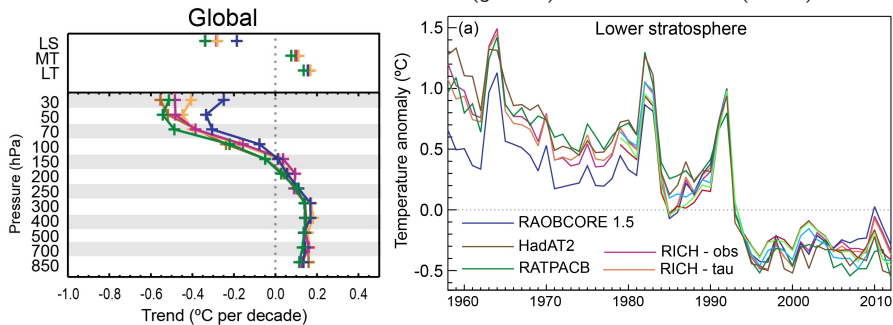 Global
LS
MT
LT
30
50
70
100
150
200
250
300
400
500
700
850
Pressure (hPa)
-1.0 -0.8 -0.6 -0.4 -0.2 0.0 0.2 0.4
Trend (ºC per decade)
(a) Lower stratosphere
Temperature anomaly (ºC)
1.5
1.0
0.5
0.0
-0.5
RAOBCORE 1.5
HadAT2
RATPACB
RICH - obs
RICH - tau
1960 1970 1980 1990 2000 2010